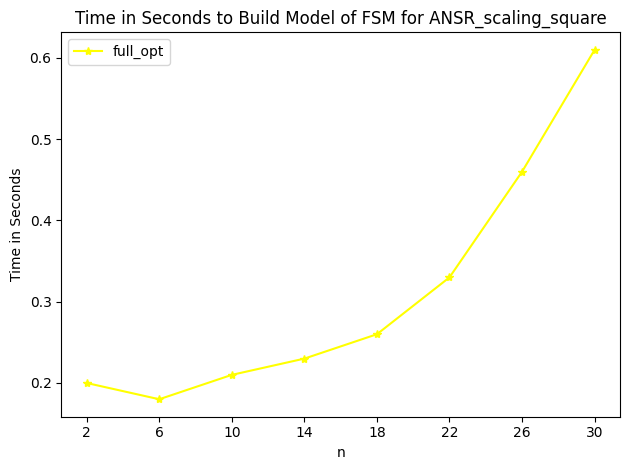 Time in Seconds to Build Model of FSM for ANSR_scaling_square
full_opt
0.6
0.5
0.4
0.3
0.2
Time in Seconds
2 6 10 14 18 22 26 30
n